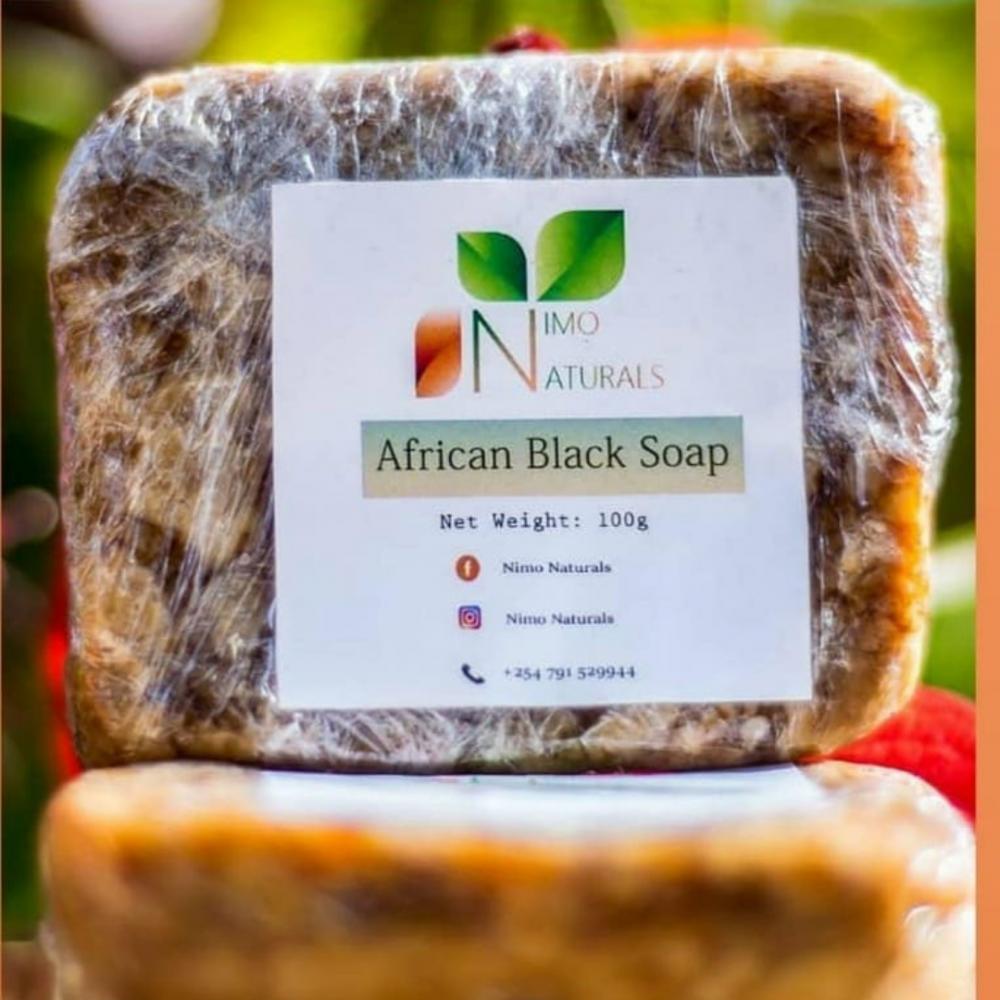 NIMO
NATURALS
African Black Soap
Net Weight: 100g
Nimo Naturals
Nimo Naturals
+254 791 529944